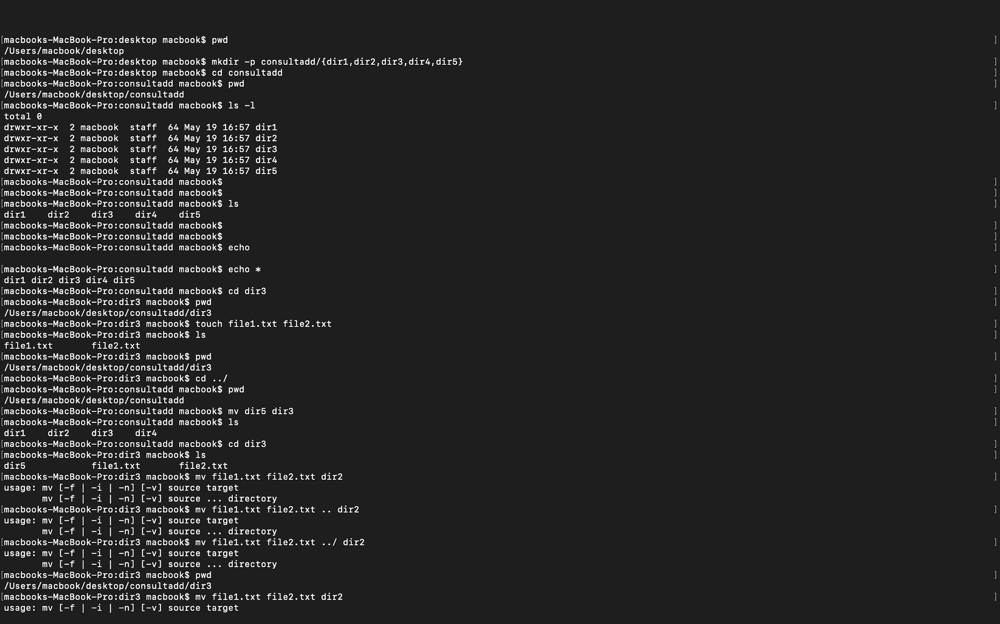 [macbooks-MacBook-Pro:desktop macbook$ pwd ]
/Users/macbook/desktop
[macbooks-MacBook-Pro:desktop macbook$ mkdir -p consultadd/{dir1,dir2,dir3,dir4,dir5} ]
[macbooks-MacBook-Pro:desktop macbook$ cd consultadd ]
[macbooks-MacBook-Pro:consultadd macbook$ pwd ]
/Users/macbook/desktop/consultadd
[macbooks-MacBook-Pro:consultadd macbook$ ls -l ]
total 0
drwxr-xr-x  2 macbook  staff  64 May 19 16:57 dir1
drwxr-xr-x  2 macbook  staff  64 May 19 16:57 dir2
drwxr-xr-x  2 macbook  staff  64 May 19 16:57 dir3
drwxr-xr-x  2 macbook  staff  64 May 19 16:57 dir4
drwxr-xr-x  2 macbook  staff  64 May 19 16:57 dir5
[macbooks-MacBook-Pro:consultadd macbook$ ]
[macbooks-MacBook-Pro:consultadd macbook$ ]
[macbooks-MacBook-Pro:consultadd macbook$ ls ]
dir1    dir2    dir3    dir4    dir5
[macbooks-MacBook-Pro:consultadd macbook$ ]
[macbooks-MacBook-Pro:consultadd macbook$ ]
[macbooks-MacBook-Pro:consultadd macbook$ echo ]
[macbooks-MacBook-Pro:consultadd macbook$ echo * ]
dir1 dir2 dir3 dir4 dir5
[macbooks-MacBook-Pro:consultadd macbook$ cd dir3 ]
[macbooks-MacBook-Pro:dir3 macbook$ pwd ]
/Users/macbook/desktop/consultadd/dir3
[macbooks-MacBook-Pro:dir3 macbook$ touch file1.txt file2.txt ]
[macbooks-MacBook-Pro:dir3 macbook$ ls ]
file1.txt       file2.txt
[macbooks-MacBook-Pro:dir3 macbook$ pwd ]
/Users/macbook/desktop/consultadd/dir3
[macbooks-MacBook-Pro:dir3 macbook$ cd ../ ]
[macbooks-MacBook-Pro:consultadd macbook$ pwd ]
/Users/macbook/desktop/consultadd
[macbooks-MacBook-Pro:consultadd macbook$ mv dir5 dir3 ]
[macbooks-MacBook-Pro:consultadd macbook$ ls ]
dir1    dir2    dir3    dir4
[macbooks-MacBook-Pro:consultadd macbook$ cd dir3 ]
[macbooks-MacBook-Pro:dir3 macbook$ ls ]
dir5            file1.txt       file2.txt
[macbooks-MacBook-Pro:dir3 macbook$ mv file1.txt file2.txt dir2 ]
usage: mv [-f | -i | -n] [-v] source target
       mv [-f | -i | -n] [-v] source ... directory
[macbooks-MacBook-Pro:dir3 macbook$ mv file1.txt file2.txt .. dir2 ]
usage: mv [-f | -i | -n] [-v] source target
       mv [-f | -i | -n] [-v] source ... directory
[macbooks-MacBook-Pro:dir3 macbook$ mv file1.txt file2.txt ../ dir2 ]
usage: mv [-f | -i | -n] [-v] source target
       mv [-f | -i | -n] [-v] source ... directory
[macbooks-MacBook-Pro:dir3 macbook$ pwd ]
/Users/macbook/desktop/consultadd/dir3
[macbooks-MacBook-Pro:dir3 macbook$ mv file1.txt file2.txt dir2 ]
usage: mv [-f | -i | -n] [-v] source target